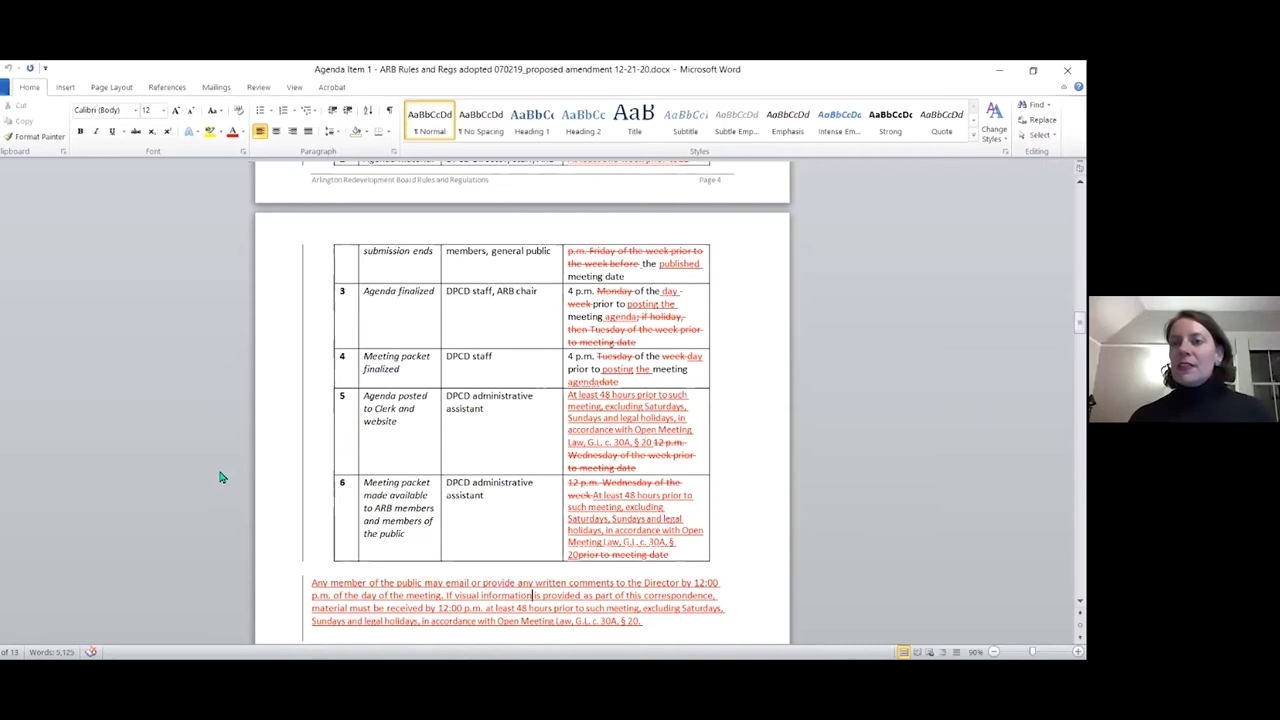 Agenda Item 1 - ARB Rules and Regs adopted 070219_proposed amendment 12-21-20.docx - Microsoft Word
Home Insert Page Layout References Mailings Review View Acrobat
Cut
Copy
Format Painter
lipboard
Calibri (Body) 12
Font
Paragraph
AaBbCcDd AaBbCcDd AaBbCc AaBbCc AaB AaBbCc AaBbCcDd AaBbCcDd AaBbCcDd AaBbCcDc AaBbCcDd
¶ Normal ¶ No Spacing Heading 1 Heading 2 Title Subtitle Subtle Emp... Emphasis Intense Em... Strong Quote
Styles
Change
Styles
Find
Replace
Select
Editing
Arlington Redevelopment Board Rules and Regulations Page 4
submission ends
members, general public
p.m. Friday of the week prior to
the week before the published
meeting date
3
Agenda finalized
DPCD staff, ARB chair
4 p.m. Monday of the day
week prior to posting the
meeting agenda; if holiday,
then Tuesday of the week prior
to meeting date
4
Meeting packet
finalized
DPCD staff
4 p.m. Tuesday of the week day
prior to posting the meeting
agendadate
5
Agenda posted
to Clerk and
website
DPCD administrative
assistant
At least 48 hours prior to such
meeting, excluding Saturdays,
Sundays and legal holidays, in
accordance with Open Meeting
Law, G.L. c. 30A, § 20 12 p.m.
Wednesday of the week prior
to meeting date
6
Meeting packet
made available
to ARB members
and members of
the public
DPCD administrative
assistant
12 p.m. Wednesday of the
week At least 48 hours prior to
such meeting, excluding
Saturdays, Sundays and legal
holidays, in accordance with Open
Meeting Law, G.L. c. 30A, §
20prior to meeting date
Any member of the public may email or provide any written comments to the Director by 12:00
p.m. of the day of the meeting. If visual information is provided as part of this correspondence,
material must be received by 12:00 p.m. at least 48 hours prior to such meeting, excluding Saturdays,
Sundays and legal holidays, in accordance with Open Meeting Law, G.L. c. 30A, § 20.
of 13 Words: 5,125
90%